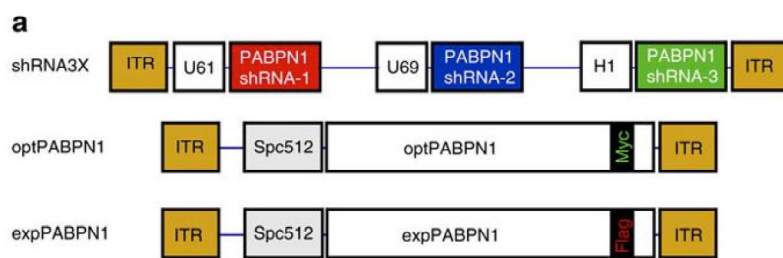 a
shRNA3X ITR U61 PABPN1 shRNA-1 U69 PABPN1 shRNA-2 H1 PABPN1 shRNA-3 ITR
optPABPN1 ITR Spc512 optPABPN1 Myc ITR
expPABPN1 ITR Spc512 expPABPN1 Flag ITR